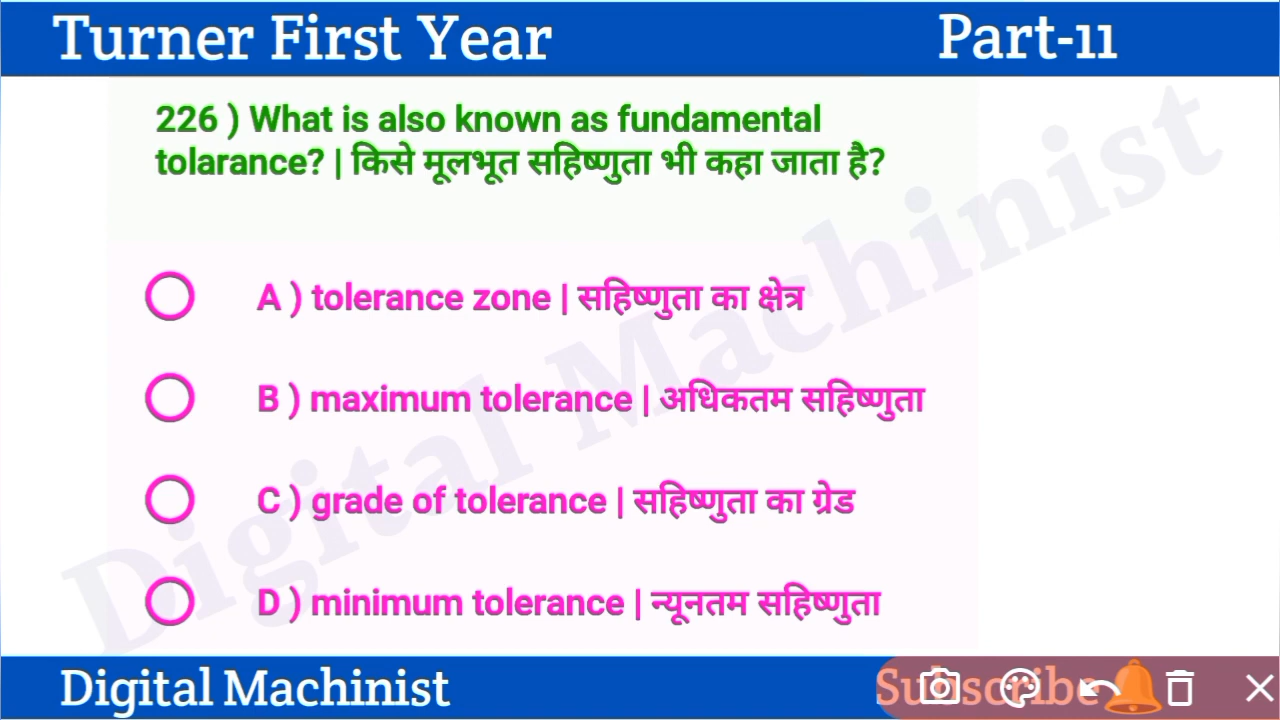 Turner First Year
Part-11
226 ) What is also known as fundamental
tolarance? | किसे मूलभूत सहिष्णुता भी कहा जाता है?
A ) tolerance zone | सहिष्णुता का क्षेत्र
B ) maximum tolerance | अधिकतम सहिष्णुता
C ) grade of tolerance | सहिष्णुता का ग्रेड
D ) minimum tolerance | न्यूनतम सहिष्णुता
Digital Machinist
Digital Machinist
Subscribe